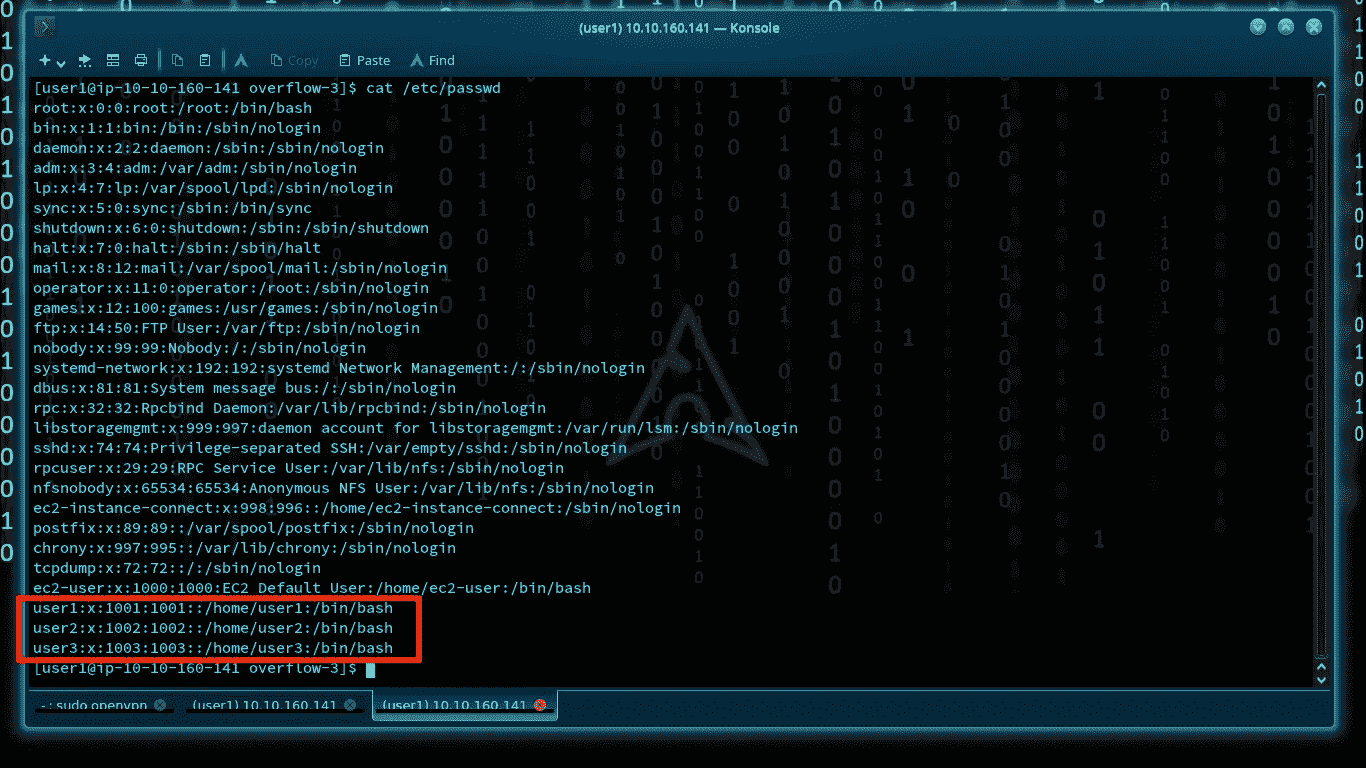 (user1) 10.10.160.141 — Konsole
Copy Paste Find
[user1@ip-10-10-160-141 overflow-3]$ cat /etc/passwd
root:x:0:0:root:/root:/bin/bash
bin:x:1:1:bin:/bin:/sbin/nologin
daemon:x:2:2:daemon:/sbin:/sbin/nologin
adm:x:3:4:adm:/var/adm:/sbin/nologin
lp:x:4:7:lp:/var/spool/lpd:/sbin/nologin
sync:x:5:0:sync:/sbin:/bin/sync
shutdown:x:6:0:shutdown:/sbin:/sbin/shutdown
halt:x:7:0:halt:/sbin:/sbin/halt
mail:x:8:12:mail:/var/spool/mail:/sbin/nologin
operator:x:11:0:operator:/root:/sbin/nologin
games:x:12:100:games:/usr/games:/sbin/nologin
ftp:x:14:50:FTP User:/var/ftp:/sbin/nologin
nobody:x:99:99:Nobody:/:/sbin/nologin
systemd-network:x:192:192:systemd Network Management:/:/sbin/nologin
dbus:x:81:81:System message bus:/:/sbin/nologin
rpc:x:32:32:Rpcbind Daemon:/var/lib/rpcbind:/sbin/nologin
libstoragemgmt:x:999:997:daemon account for libstoragemgmt:/var/run/lsm:/sbin/nologin
sshd:x:74:74:Privilege-separated SSH:/var/empty/sshd:/sbin/nologin
rpcuser:x:29:29:RPC Service User:/var/lib/nfs:/sbin/nologin
nfsnobody:x:65534:65534:Anonymous NFS User:/var/lib/nfs:/sbin/nologin
ec2-instance-connect:x:998:996::/home/ec2-instance-connect:/sbin/nologin
postfix:x:89:89::/var/spool/postfix:/sbin/nologin
chrony:x:997:995::/var/lib/chrony:/sbin/nologin
tcpdump:x:72:72::/:/sbin/nologin
ec2-user:x:1000:1000:EC2 Default User:/home/ec2-user:/bin/bash
user1:x:1001:1001::/home/user1:/bin/bash
user2:x:1002:1002::/home/user2:/bin/bash
user3:x:1003:1003::/home/user3:/bin/bash
[user1@ip-10-10-160-141 overflow-3]$
- : sudo openvpn (user1) 10.10.160.141 (user1) 10.10.160.141